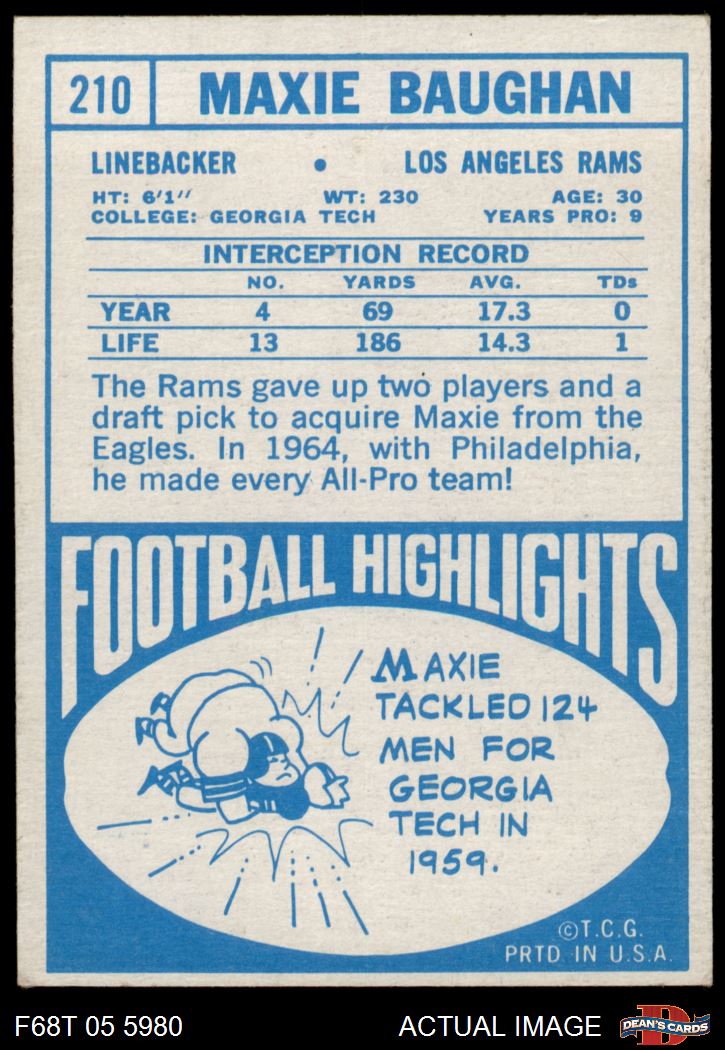 210 MAXIE BAUGHAN
LINEBACKER • LOS ANGELES RAMS
HT: 6'1" WT: 230 AGE: 30
COLLEGE: GEORGIA TECH YEARS PRO: 9
INTERCEPTION RECORD
NO. YARDS AVG. TDs
YEAR 4 69 17.3 0
LIFE 13 186 14.3 1
The Rams gave up two players and a
draft pick to acquire Maxie from the
Eagles. In 1964, with Philadelphia,
he made every All-Pro team!
FOOTBALL HIGHLIGHTS
MAXIE
TACKLED 124
MEN FOR
GEORGIA
TECH IN
1959.
©T.C.G.
PRTD. IN U.S.A.
F68T 05 5980 ACTUAL IMAGE DEAN'S CARDS